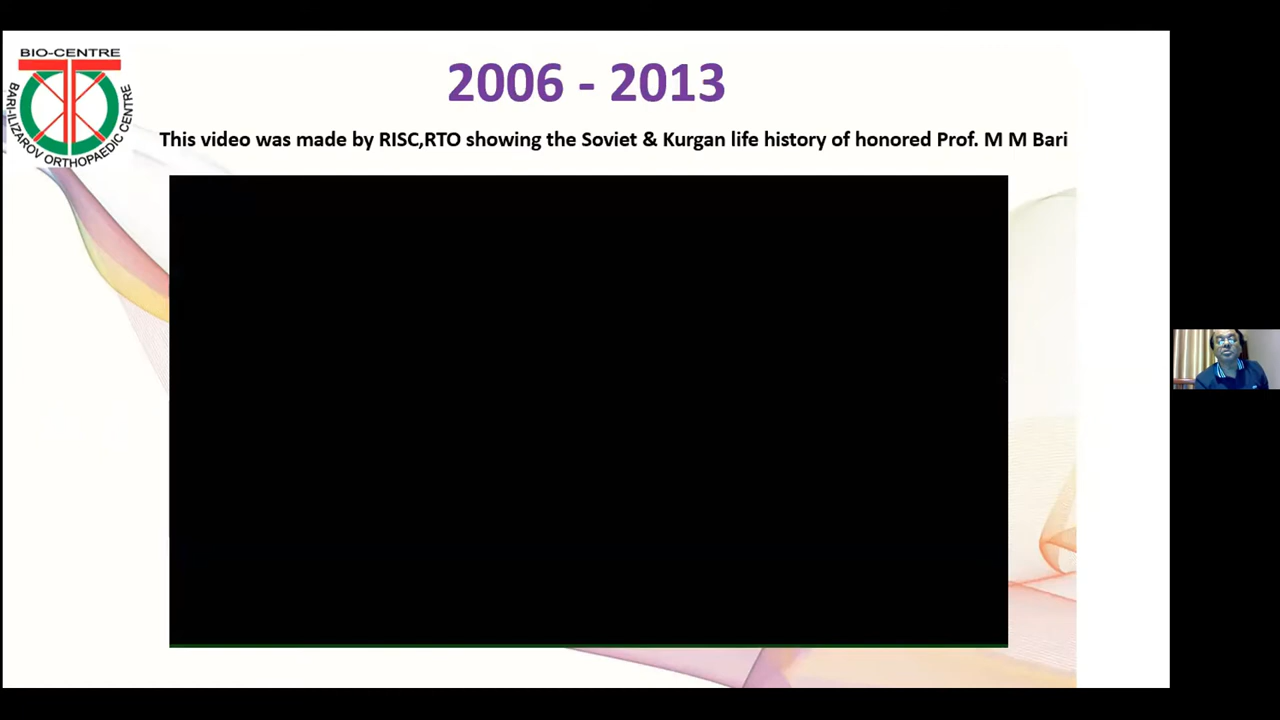 BIO-CENTRE
BARI-ILIZAROV ORTHOPAEDIC CENTRE
2006 - 2013
This video was made by RISC,RTO showing the Soviet & Kurgan life history of honored Prof. M M Bari